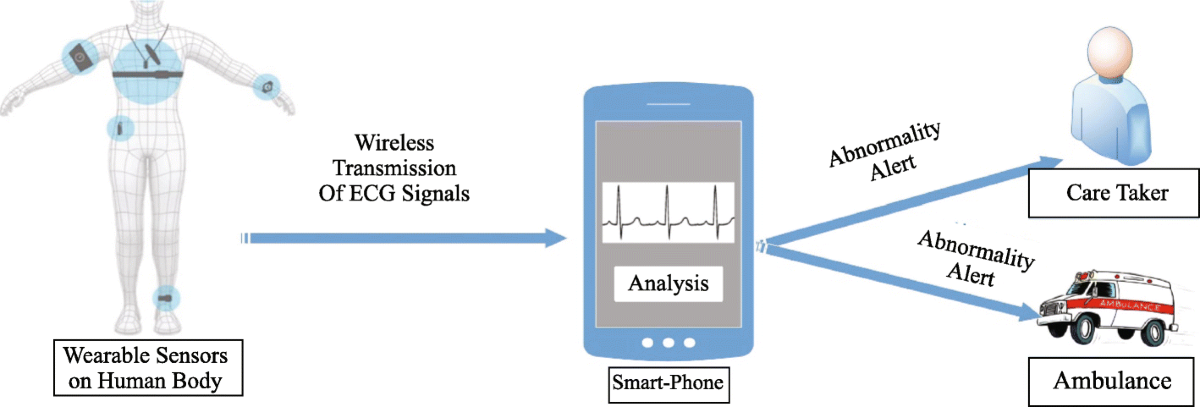 Wireless
Transmission
Of ECG Signals
Abnormality
Alert
Care Taker
Analysis
Abnormality
Alert
AMBULANCE
Wearable Sensors
on Human Body
Smart-Phone
Ambulance